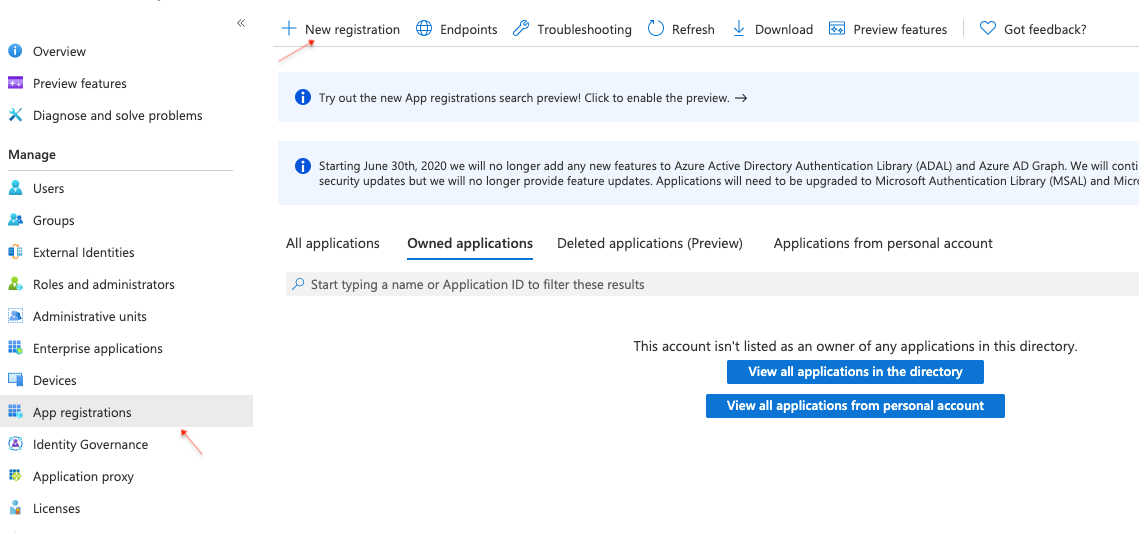 «
New registration Endpoints Troubleshooting Refresh Download Preview features Got feedback?
Overview
Preview features
Diagnose and solve problems
Manage
Users
Groups
External Identities
Roles and administrators
Administrative units
Enterprise applications
Devices
App registrations
Identity Governance
Application proxy
Licenses
Try out the new App registrations search preview! Click to enable the preview. →
Starting June 30th, 2020 we will no longer add any new features to Azure Active Directory Authentication Library (ADAL) and Azure AD Graph. We will conti
security updates but we will no longer provide feature updates. Applications will need to be upgraded to Microsoft Authentication Library (MSAL) and Micro
All applications Owned applications Deleted applications (Preview) Applications from personal account
Start typing a name or Application ID to filter these results
This account isn't listed as an owner of any applications in this directory.
View all applications in the directory
View all applications from personal account